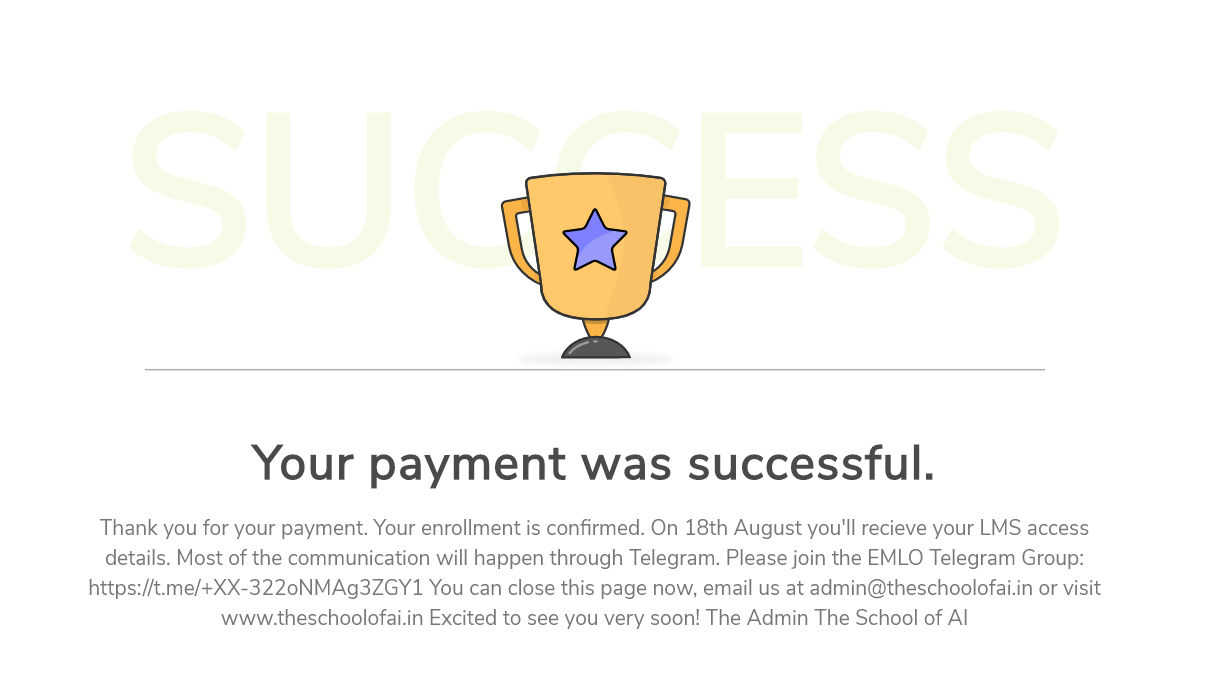 SUCCESS
Your payment was successful.
Thank you for your payment. Your enrollment is confirmed. On 18th August you'll recieve your LMS access
details. Most of the communication will happen through Telegram. Please join the EMLO Telegram Group:
https://t.me/+XX-322oNMAg3ZGY1 You can close this page now, email us at admin@theschoolofai.in or visit
www.theschoolofai.in Excited to see you very soon! The Admin The School of AI